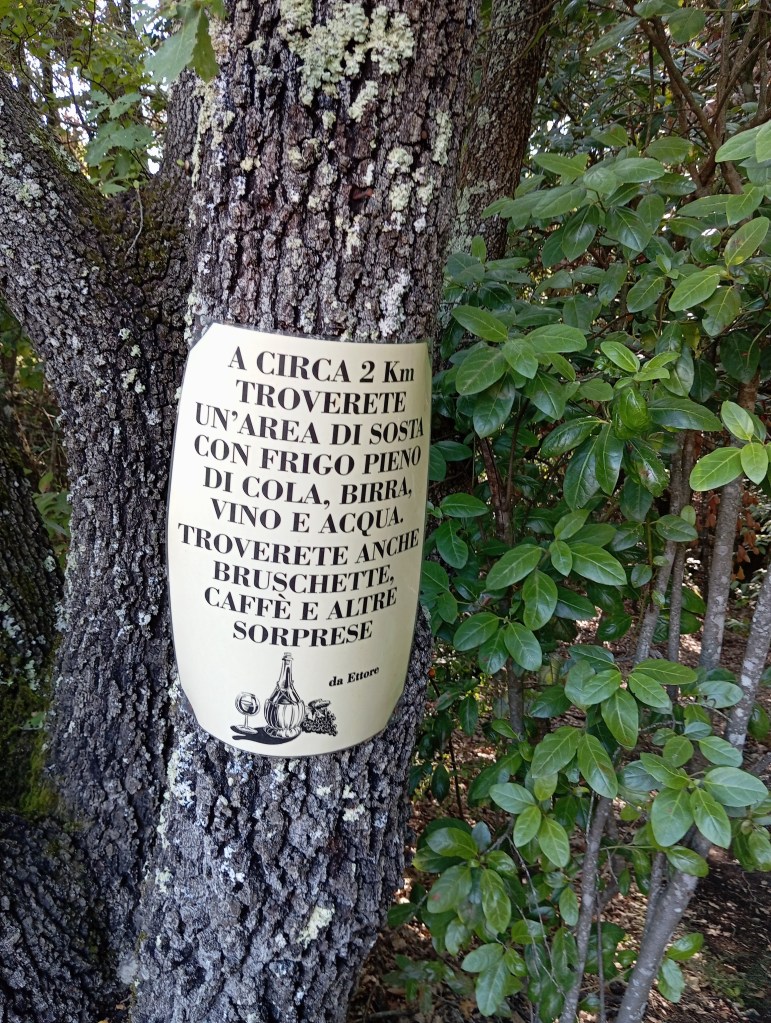 A CIRCA 2 Km
TROVERETE
UN'AREA DI SOSTA
CON FRIGO PIENO
DI COLA, BIRRA,
VINO E ACQUA.
TROVERETE ANCHE
BRUSCHETTE,
CAFFÈ E ALTRE
SORPRESE
da Ettore